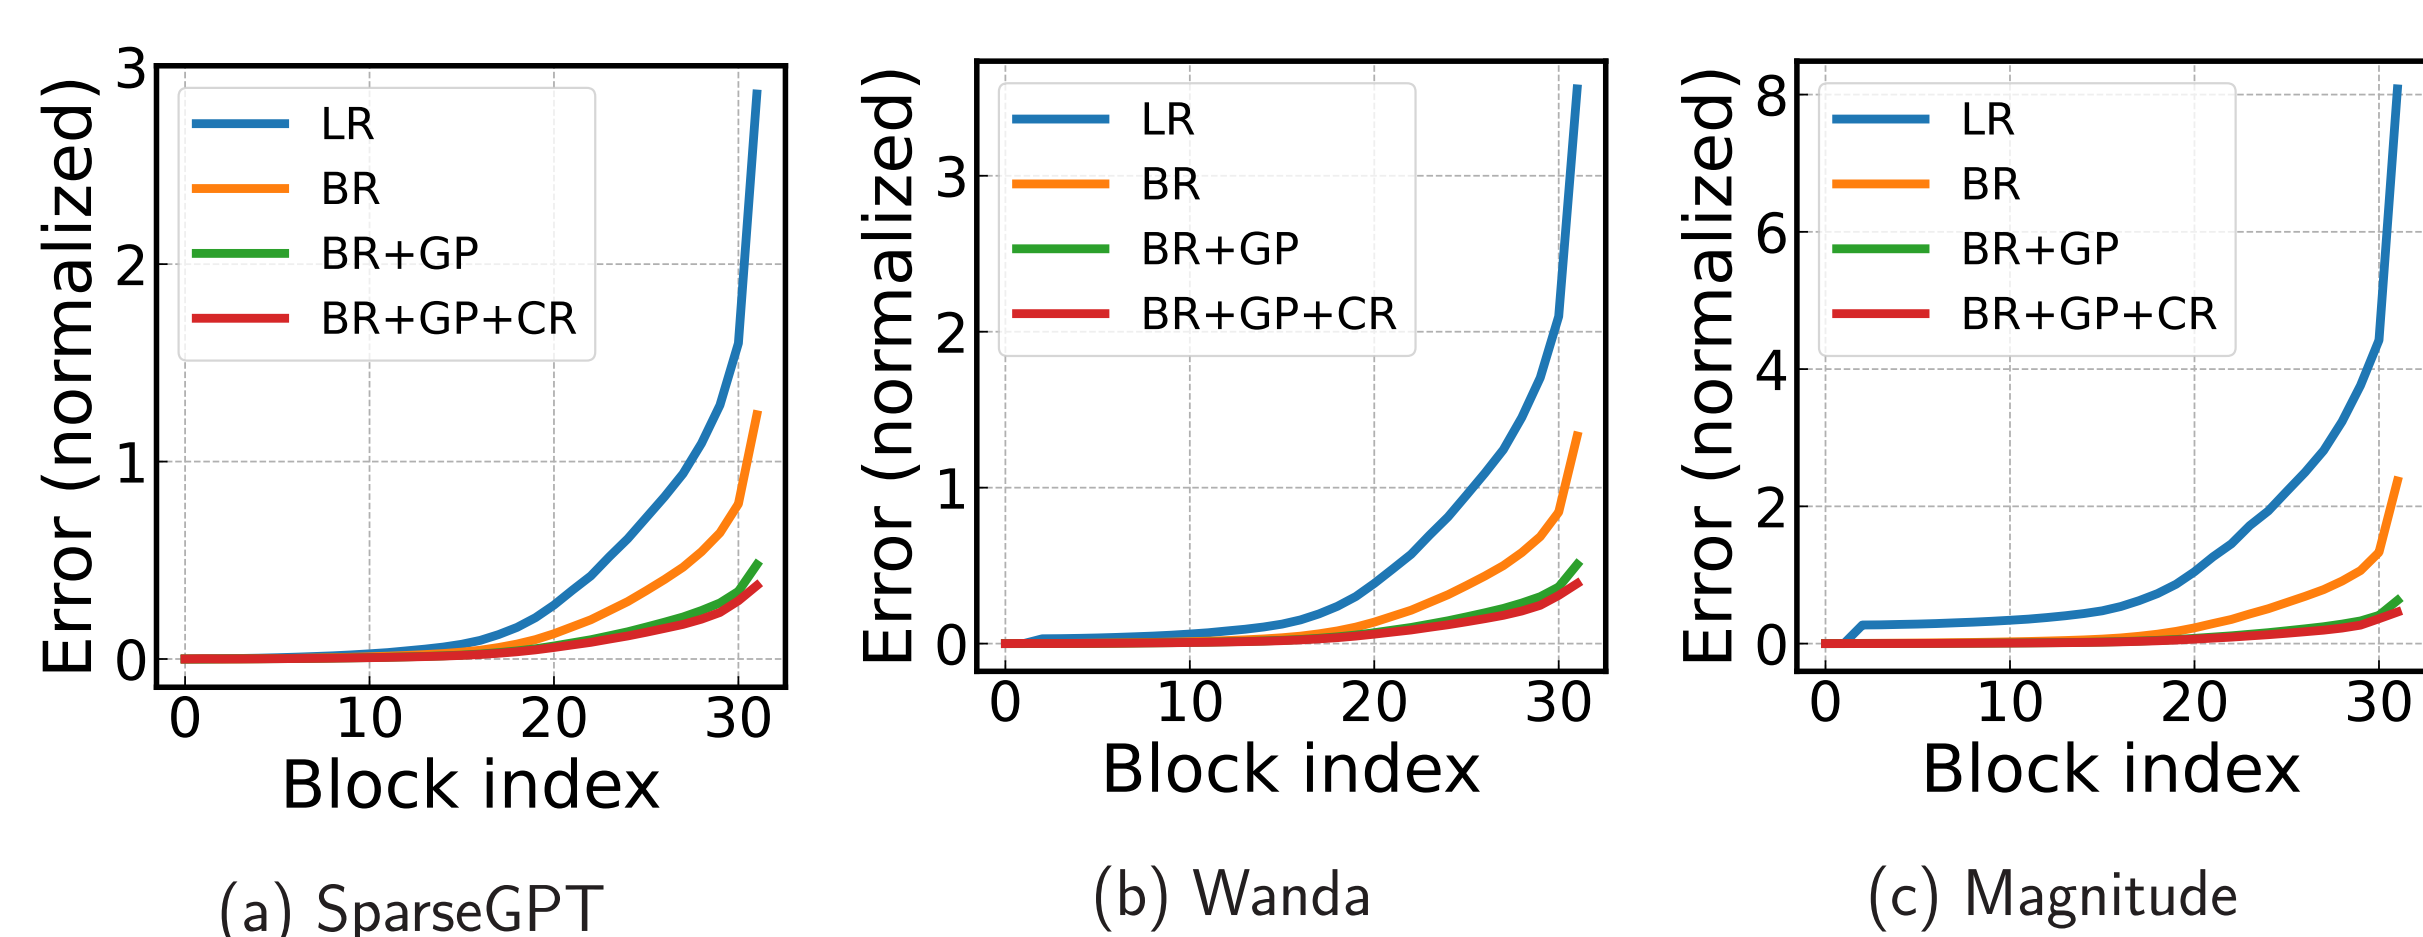 Error (normalized)
3
2
1
0
LR
BR
BR+GP
BR+GP+CR
0 10 20 30
Block index
(a) SparseGPT
Error (normalized)
3
2
1
0
LR
BR
BR+GP
BR+GP+CR
0 10 20 30
Block index
(b) Wanda
Error (normalized)
8
6
4
2
0
LR
BR
BR+GP
BR+GP+CR
0 10 20 30
Block index
(c) Magnitude